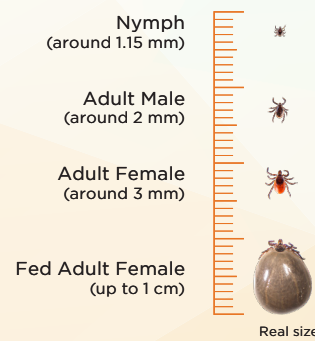 Nymph
(around 1.15 mm)
Adult Male
(around 2 mm)
Adult Female
(around 3 mm)
Fed Adult Female
(up to 1 cm)
Real size